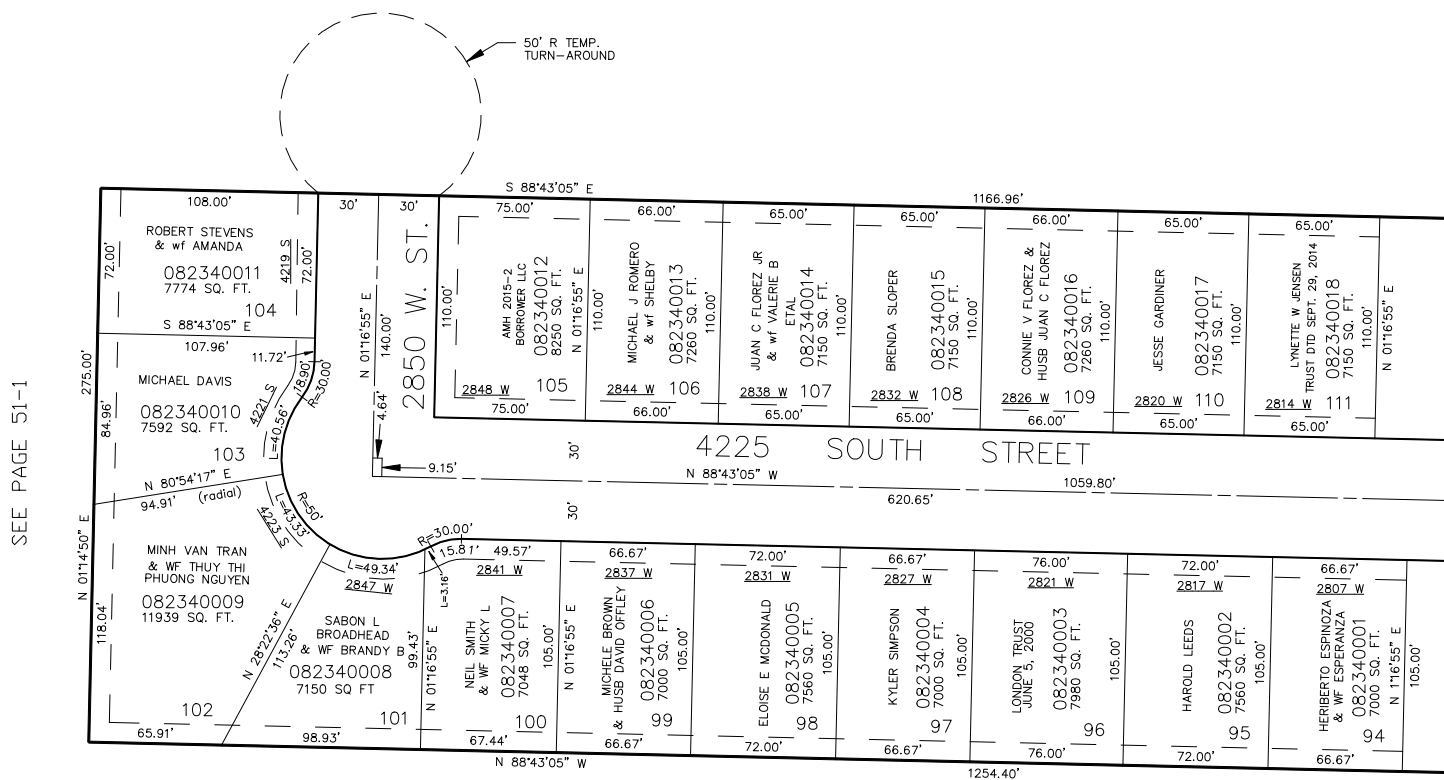 50' R TEMP.
TURN-AROUND
SEE PAGE 51-1
S 88°43'05" E
1166.96'
108.00'
30'
30'
75.00'
66.00'
65.00'
65.00'
66.00'
65.00'
65.00'
ROBERT STEVENS
& wf AMANDA
082340011
7774 SQ. FT.
104
72.00'
4219 S
72.00'
S 88°43'05" E
107.96'
11.72'
18.90'
R=30.00'
N 01°16'55" E
140.00'
2850 W. ST.
4.64'
9.15'
110.00'
AMH 2015-2
BORROWER LLC
082340012
8250 SQ. FT.
N 01°16'55" E
110.00'
2848 W
105
75.00'
MICHAEL J ROMERO
& wf SHELBY
082340013
7260 SQ. FT.
110.00'
2844 W
106
66.00'
JUAN C FLOREZ JR
& wf VALERIE B
ETAL
082340014
7150 SQ. FT.
110.00'
2838 W
107
65.00'
BRENDA SLOPER
082340015
7150 SQ. FT.
110.00'
2832 W
108
65.00'
CONNIE V FLOREZ &
HUSB JUAN C FLOREZ
082340016
7260 SQ. FT.
110.00'
2826 W
109
66.00'
JESSE GARDINER
082340017
7150 SQ. FT.
110.00'
2820 W
110
65.00'
LYNETTE W JENSEN
TRUST DTD SEPT. 29, 2014
082340018
7150 SQ. FT.
110.00'
2814 W
111
65.00'
N 01°16'55" E
275.00'
MICHAEL DAVIS
082340010
7592 SQ. FT.
103
84.96'
4221 S
L=40.56'
N 80°54'17" E
94.91'
(radial)
R=50'
L=43.33'
4223 S
4225 SOUTH STREET
30'
N 88°43'05" W
1059.80'
620.65'
30'
N 01°14'50" E
118.04'
MINH VAN TRAN
& WF THUY THI
PHUONG NGUYEN
082340009
11939 SQ. FT.
102
65.91'
N 28°22'36" E
113.26'
L=49.34'
2847 W
R=30.00'
15.81'
L=3.16'
SABON L
BROADHEAD
& WF BRANDY B
082340008
7150 SQ FT
101
98.93'
99.43'
N 01°16'55" E
49.57'
2841 W
NEIL SMITH
& WF MICKY L
082340007
7048 SQ. FT.
105.00'
100
67.44'
N 01°16'55" E
66.67'
2837 W
MICHELE BROWN
& HUSB DAVID OFFLEY
082340006
7000 SQ. FT.
105.00'
99
66.67'
72.00'
2831 W
ELOISE E MCDONALD
082340005
7560 SQ. FT.
105.00'
98
72.00'
66.67'
2827 W
KYLER SIMPSON
082340004
7000 SQ. FT.
105.00'
97
66.67'
76.00'
2821 W
LONDON TRUST
JUNE 5, 2000
082340003
7980 SQ. FT.
105.00'
96
76.00'
72.00'
2817 W
HAROLD LEEDS
082340002
7560 SQ. FT.
105.00'
95
72.00'
66.67'
2807 W
HERIBERTO ESPINOZA
& WF ESPERANZA
082340001
7000 SQ. FT.
N 1°16'55" E
105.00'
94
66.67'
N 88°43'05" W
1254.40'